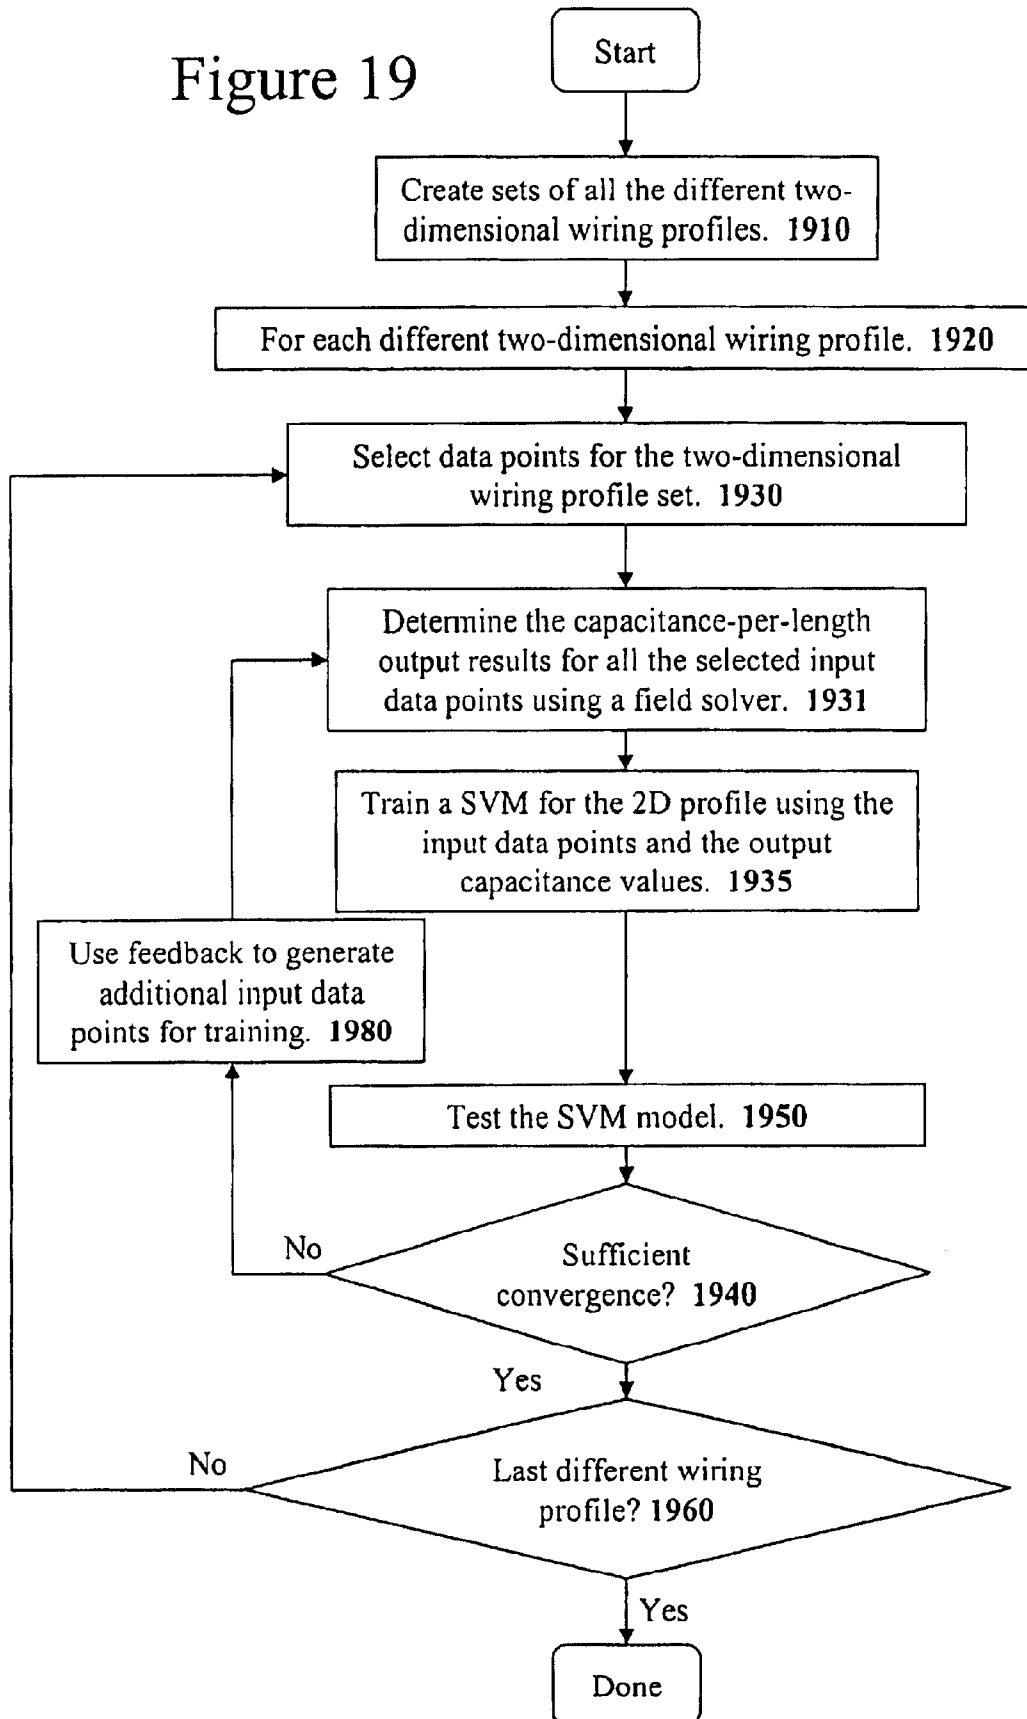 Figure 19
Start
Create sets of all the different two-
dimensional wiring profiles. 1910
For each different two-dimensional wiring profile. 1920
Select data points for the two-dimensional
wiring profile set. 1930
Determine the capacitance-per-length
output results for all the selected input
data points using a field solver. 1931
Train a SVM for the 2D profile using the
input data points and the output
capacitance values. 1935
Use feedback to generate
additional input data
points for training. 1980
Test the SVM model. 1950
No
Sufficient
convergence? 1940
Yes
No
Last different wiring
profile? 1960
Yes
Done